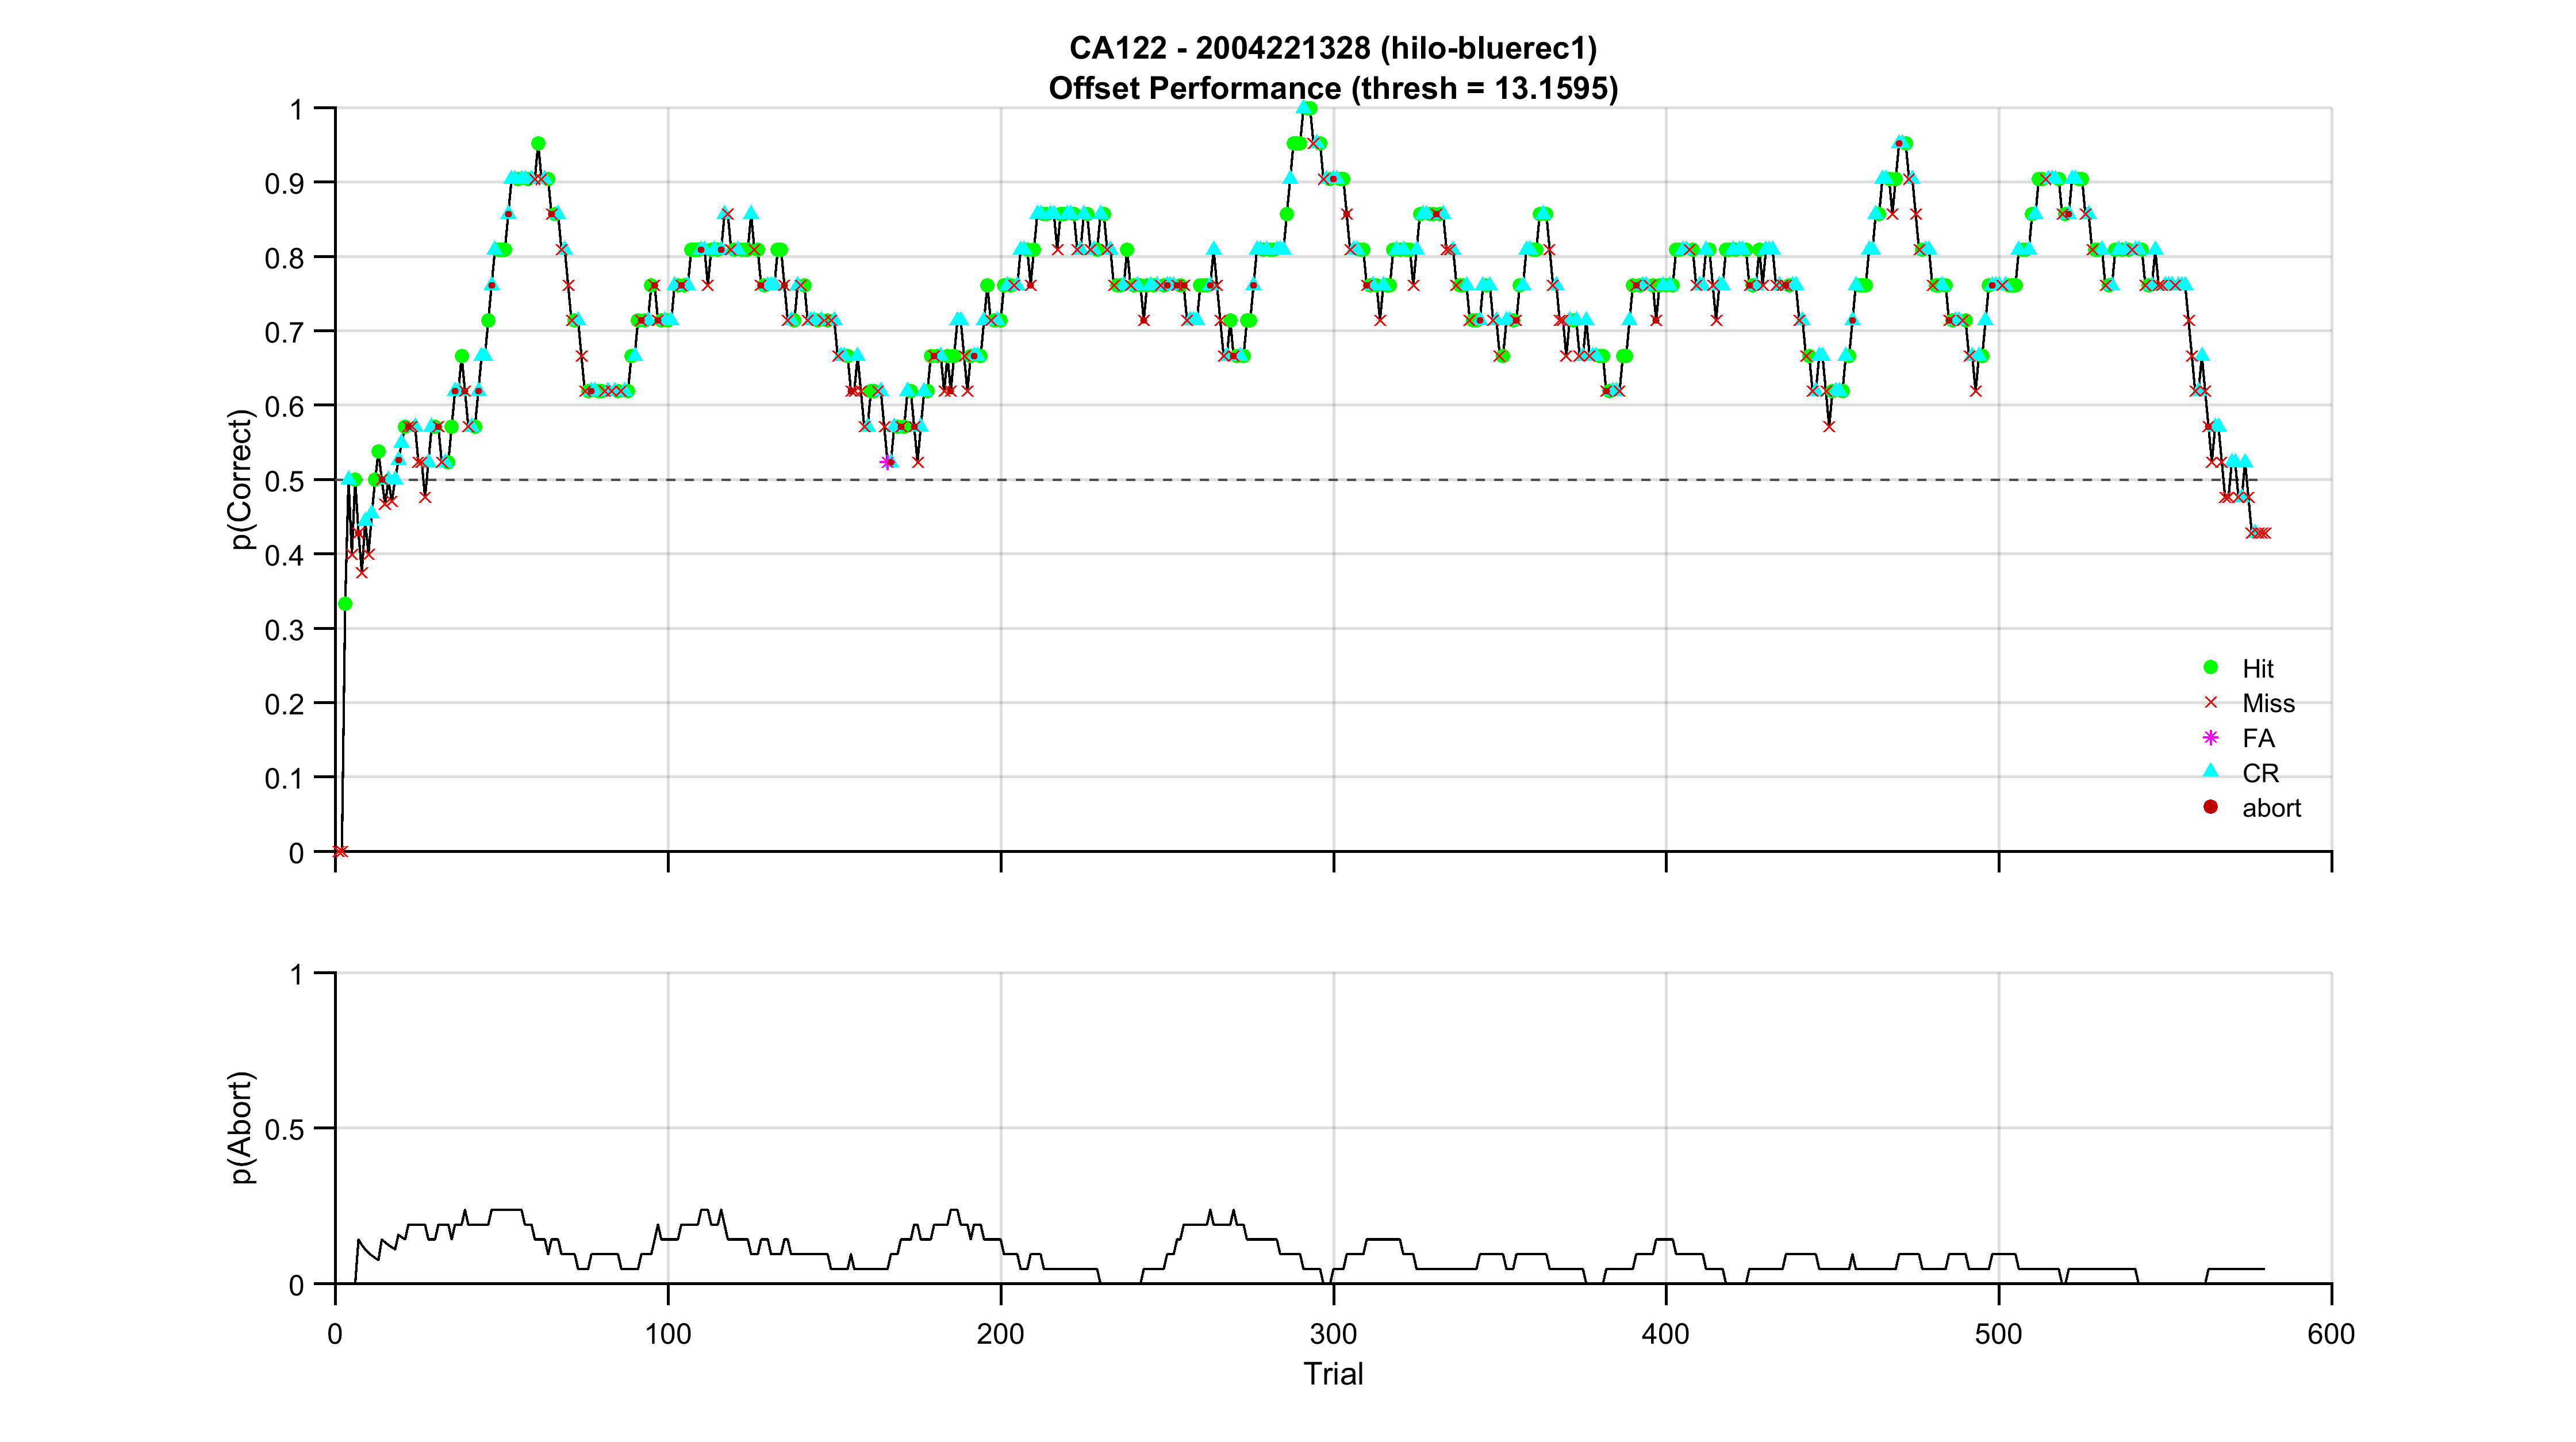 CA122 - 2004221328 (hilo-bluerec1)
Offset Performance (thresh = 13.1595)
1
0.9
0.8
0.7
0.6
0.5
0.4
0.3
0.2
0.1
0
p(Correct)
Hit
Miss
FA
CR
abort
1
0.5
0
p(Abort)
0 100 200 300 400 500 600
Trial